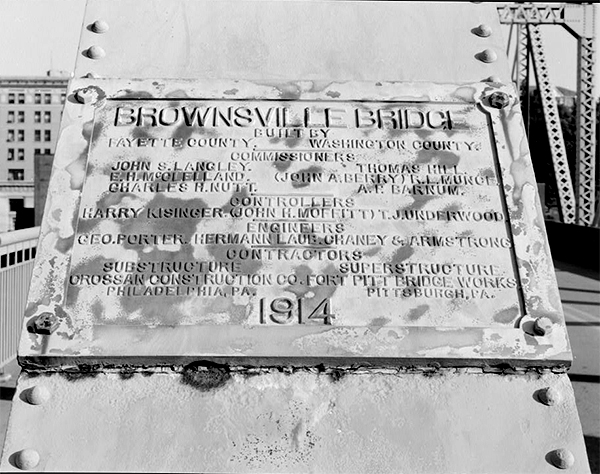 BROWNSVILLE BRIDGE
BUILT BY
FAYETTE COUNTY. WASHINGTON COUNTY.
COMMISSIONERS
JOHN S. LANGLEY. THOMAS HILL.
E.H. McCLELLAND. (JOHN A. BERRY) R.L. MUNCE.
CHARLES H. NUTT. A.P. BARNUM.
CONTROLLERS
HARRY KISINGER. (JOHN H. MOFFITT) T.J. UNDERWOOD
ENGINEERS
GEO. PORTER. HERMANN LAUB. CHANEY & ARMSTRONG
CONTRACTORS
SUBSTRUCTURE SUPERSTRUCTURE.
CROSSAN CONSTRUCTION CO. FORT PITT BRIDGE WORKS
PHILADELPHIA, PA. PITTSBURGH, PA.
1914